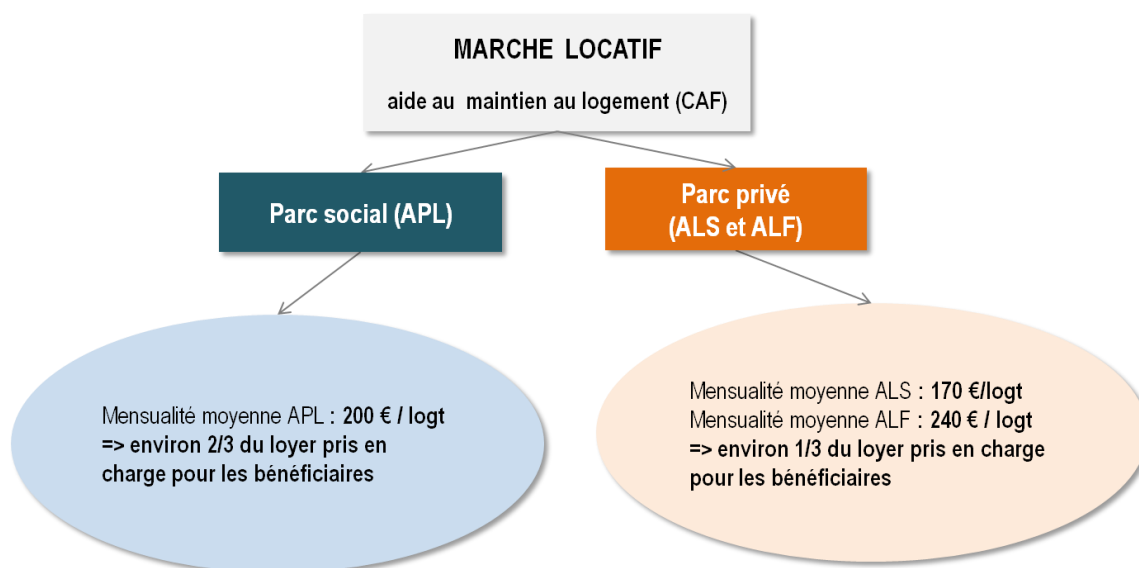 MARCHE LOCATIF
aide au maintien au logement (CAF)
Parc social (APL)
Parc privé
(ALS et ALF)
Mensualité moyenne APL : 200 € / logt
=> environ 2/3 du loyer pris en
charge pour les bénéficiaires
Mensualité moyenne ALS : 170 €/logt
Mensualité moyenne ALF : 240 € / logt
=> environ 1/3 du loyer pris en charge
pour les bénéficiaires